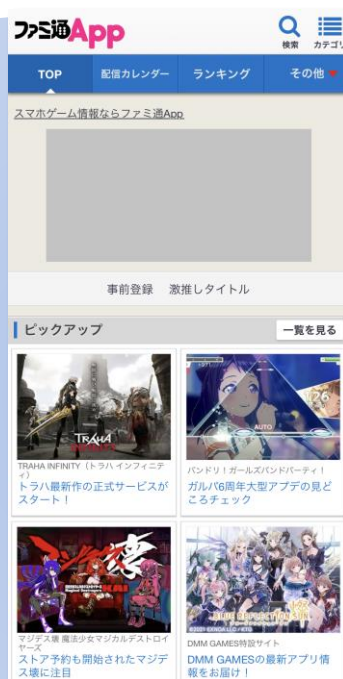 ファミ通App
検索
カテゴリ
TOP
配信カレンダー
ランキング
その他
スマホゲーム情報ならファミ通App
事前登録 激推しタイトル
ピックアップ
一覧を見る
TRAHA
TRAHA INFINITY（トラハ インフィニティ）
トラハ最新作の正式サービスが
スタート！
AUTO
バンドリ！ガールズバンドパーティ！
ガルパ6周年大型アプデの見ど
ころチェック
マジデス壊 魔法少女マジカルデストロイ
ヤーズ
ストア予約も開始されたマジデ
ス壊に注目
BLUE REFLECTION SUN
DMM GAMES特設サイト
DMM GAMESの最新アプリ情
報をお届け！